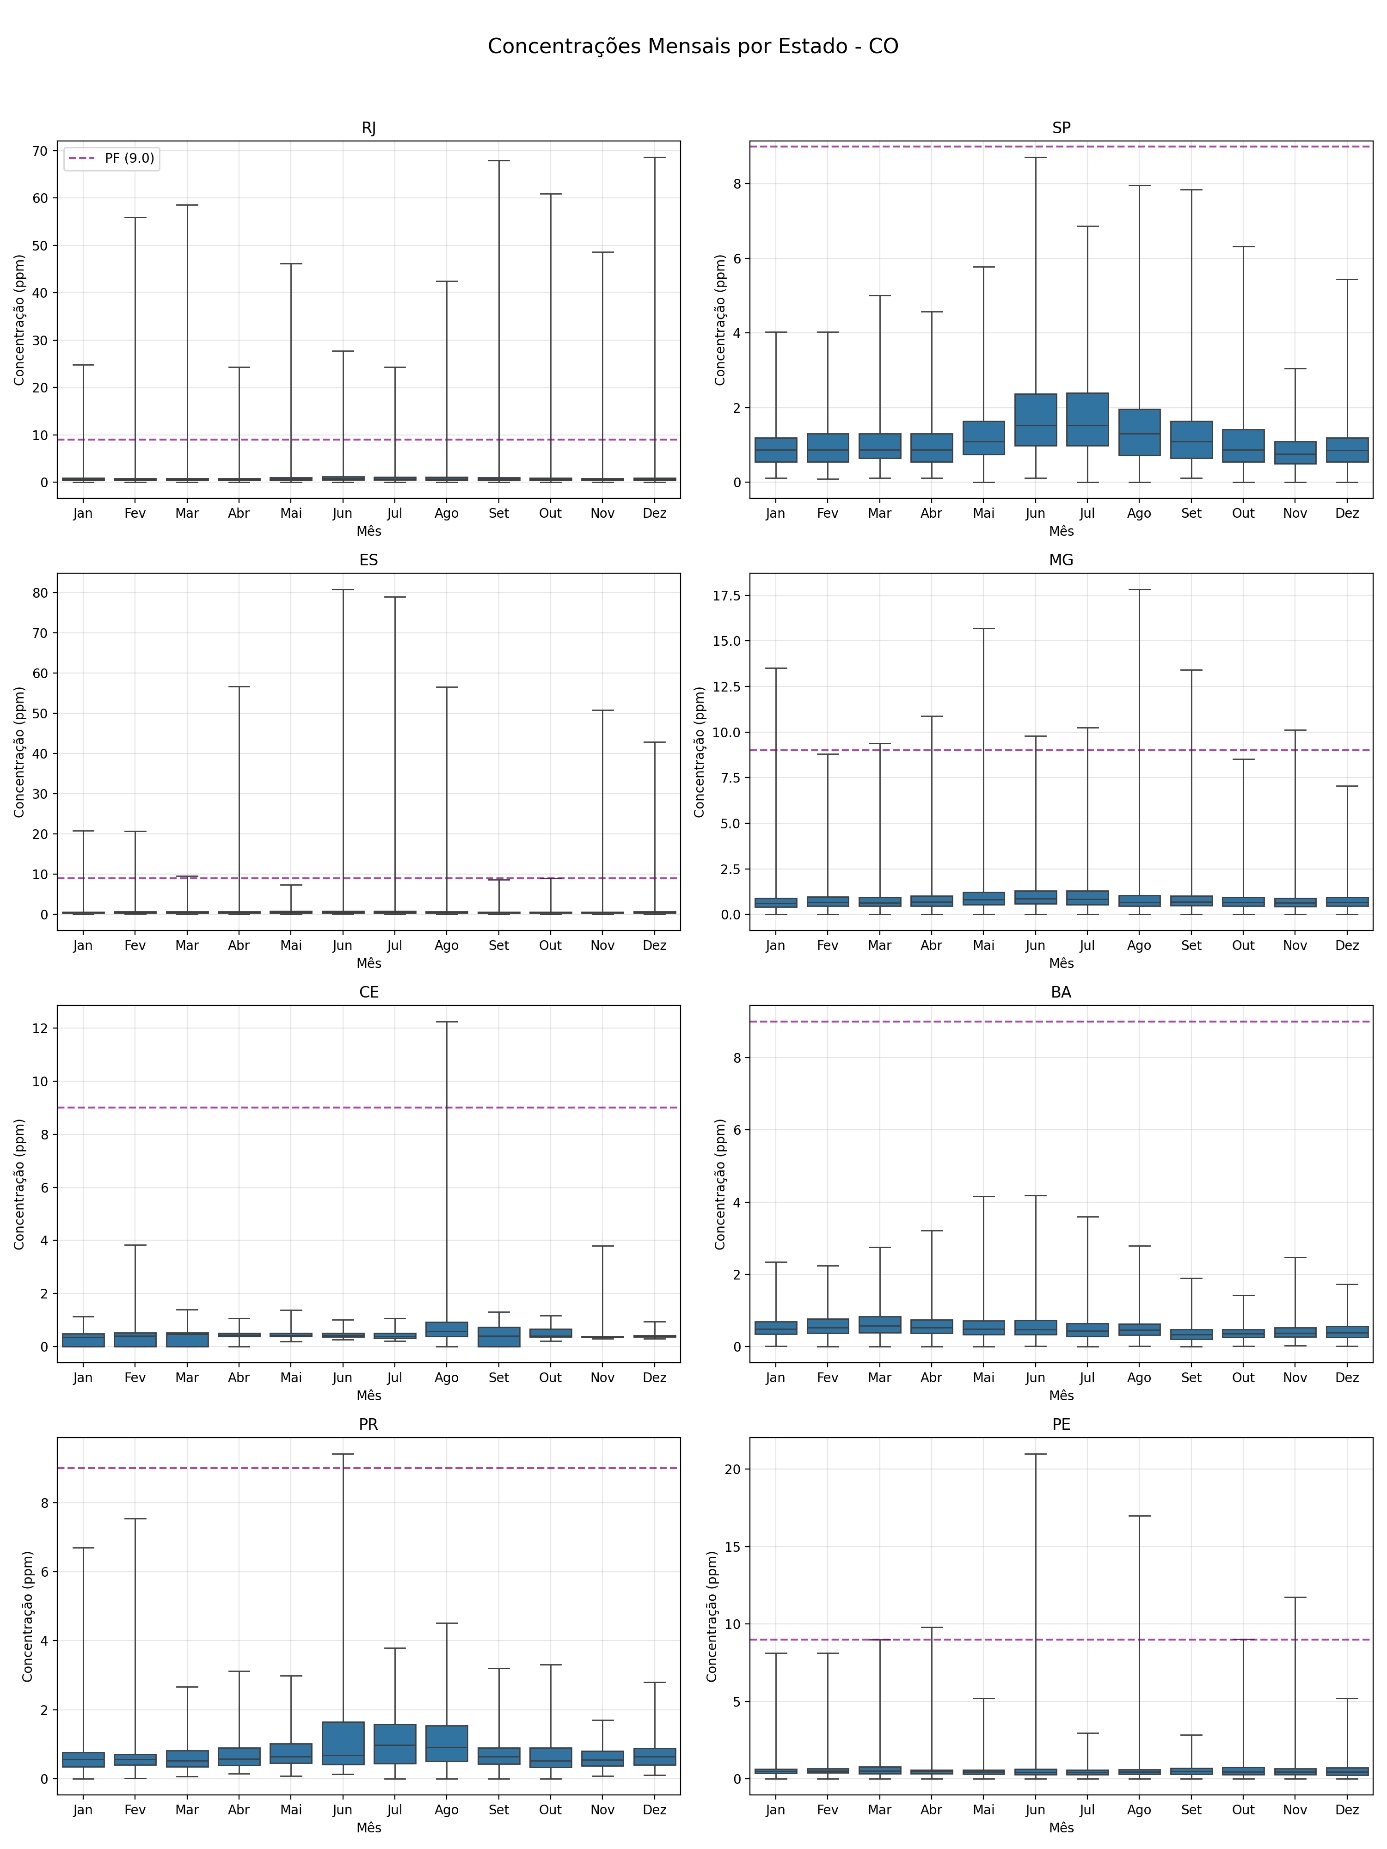 Concentrações Mensais por Estado - CO
RJ
PF (9.0)
Concentração (ppm)
70
60
50
40
30
20
10
0
Jan Fev Mar Abr Mai Jun Jul Ago Set Out Nov Dez
Mês
SP
Concentração (ppm)
8
6
4
2
0
Jan Fev Mar Abr Mai Jun Jul Ago Set Out Nov Dez
Mês
ES
Concentração (ppm)
80
70
60
50
40
30
20
10
0
Jan Fev Mar Abr Mai Jun Jul Ago Set Out Nov Dez
Mês
MG
Concentração (ppm)
17.5
15.0
12.5
10.0
7.5
5.0
2.5
0.0
Jan Fev Mar Abr Mai Jun Jul Ago Set Out Nov Dez
Mês
CE
Concentração (ppm)
12
10
8
6
4
2
0
Jan Fev Mar Abr Mai Jun Jul Ago Set Out Nov Dez
Mês
BA
Concentração (ppm)
8
6
4
2
0
Jan Fev Mar Abr Mai Jun Jul Ago Set Out Nov Dez
Mês
PR
Concentração (ppm)
8
6
4
2
0
Jan Fev Mar Abr Mai Jun Jul Ago Set Out Nov Dez
Mês
PE
Concentração (ppm)
20
15
10
5
0
Jan Fev Mar Abr Mai Jun Jul Ago Set Out Nov Dez
Mês